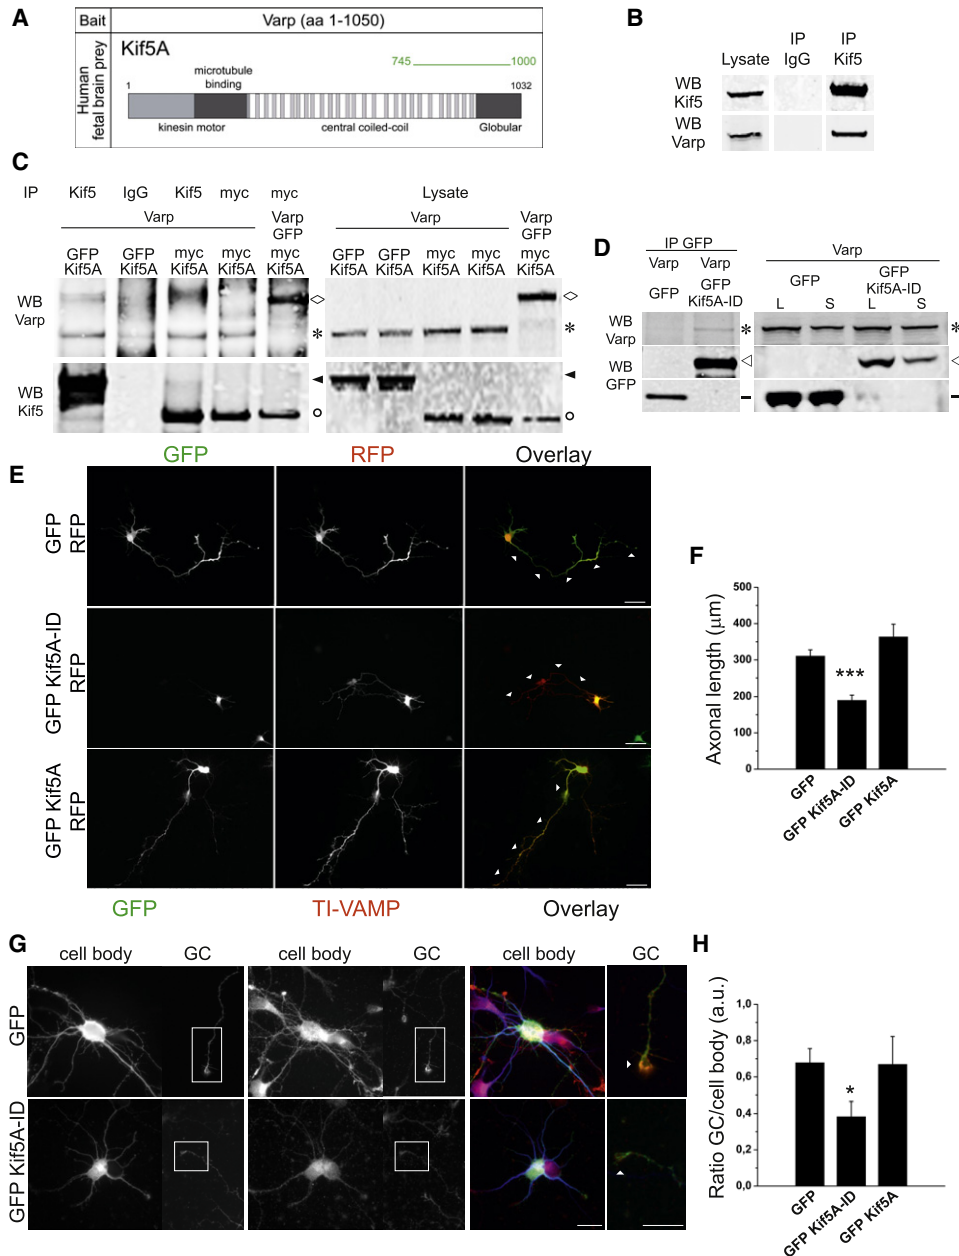 A
Bait
Varp (aa 1-1050)
Human
fetal brain prey
Kif5A
745
1000
microtubule
binding
1
1032
kinesin motor
central coiled-coil
Globular
B
Lysate
IP
IgG
IP
Kif5
WB
Kif5
WB
Varp
C
IP
Kif5
IgG
Kif5
myc
myc
Lysate
Varp
Varp
GFP
Varp
Varp
GFP
GFP
Kif5A
GFP
Kif5A
myc
Kif5A
myc
Kif5A
myc
Kif5A
GFP
Kif5A
GFP
Kif5A
myc
Kif5A
myc
Kif5A
myc
Kif5A
WB
Varp
*
*
WB
Kif5
D
IP GFP
Varp
Varp
GFP
GFP
Kif5A-ID
Varp
GFP
GFP
Kif5A-ID
L
S
L
S
WB
Varp
*
*
WB
GFP
E
GFP
RFP
Overlay
GFP
RFP
GFP Kif5A-ID
RFP
GFP Kif5A
RFP
F
Axonal length (µm)
500
400
300
200
100
0
***
GFP
GFP Kif5A-ID
GFP Kif5A
GFP
TI-VAMP
Overlay
G
cell body
GC
cell body
GC
cell body
GC
GFP
GFP Kif5A-ID
H
Ratio GC/cell body (a.u.)
1,0
0,8
0,6
0,4
0,2
0,0
*
GFP
GFP Kif5A-ID
GFP Kif5A